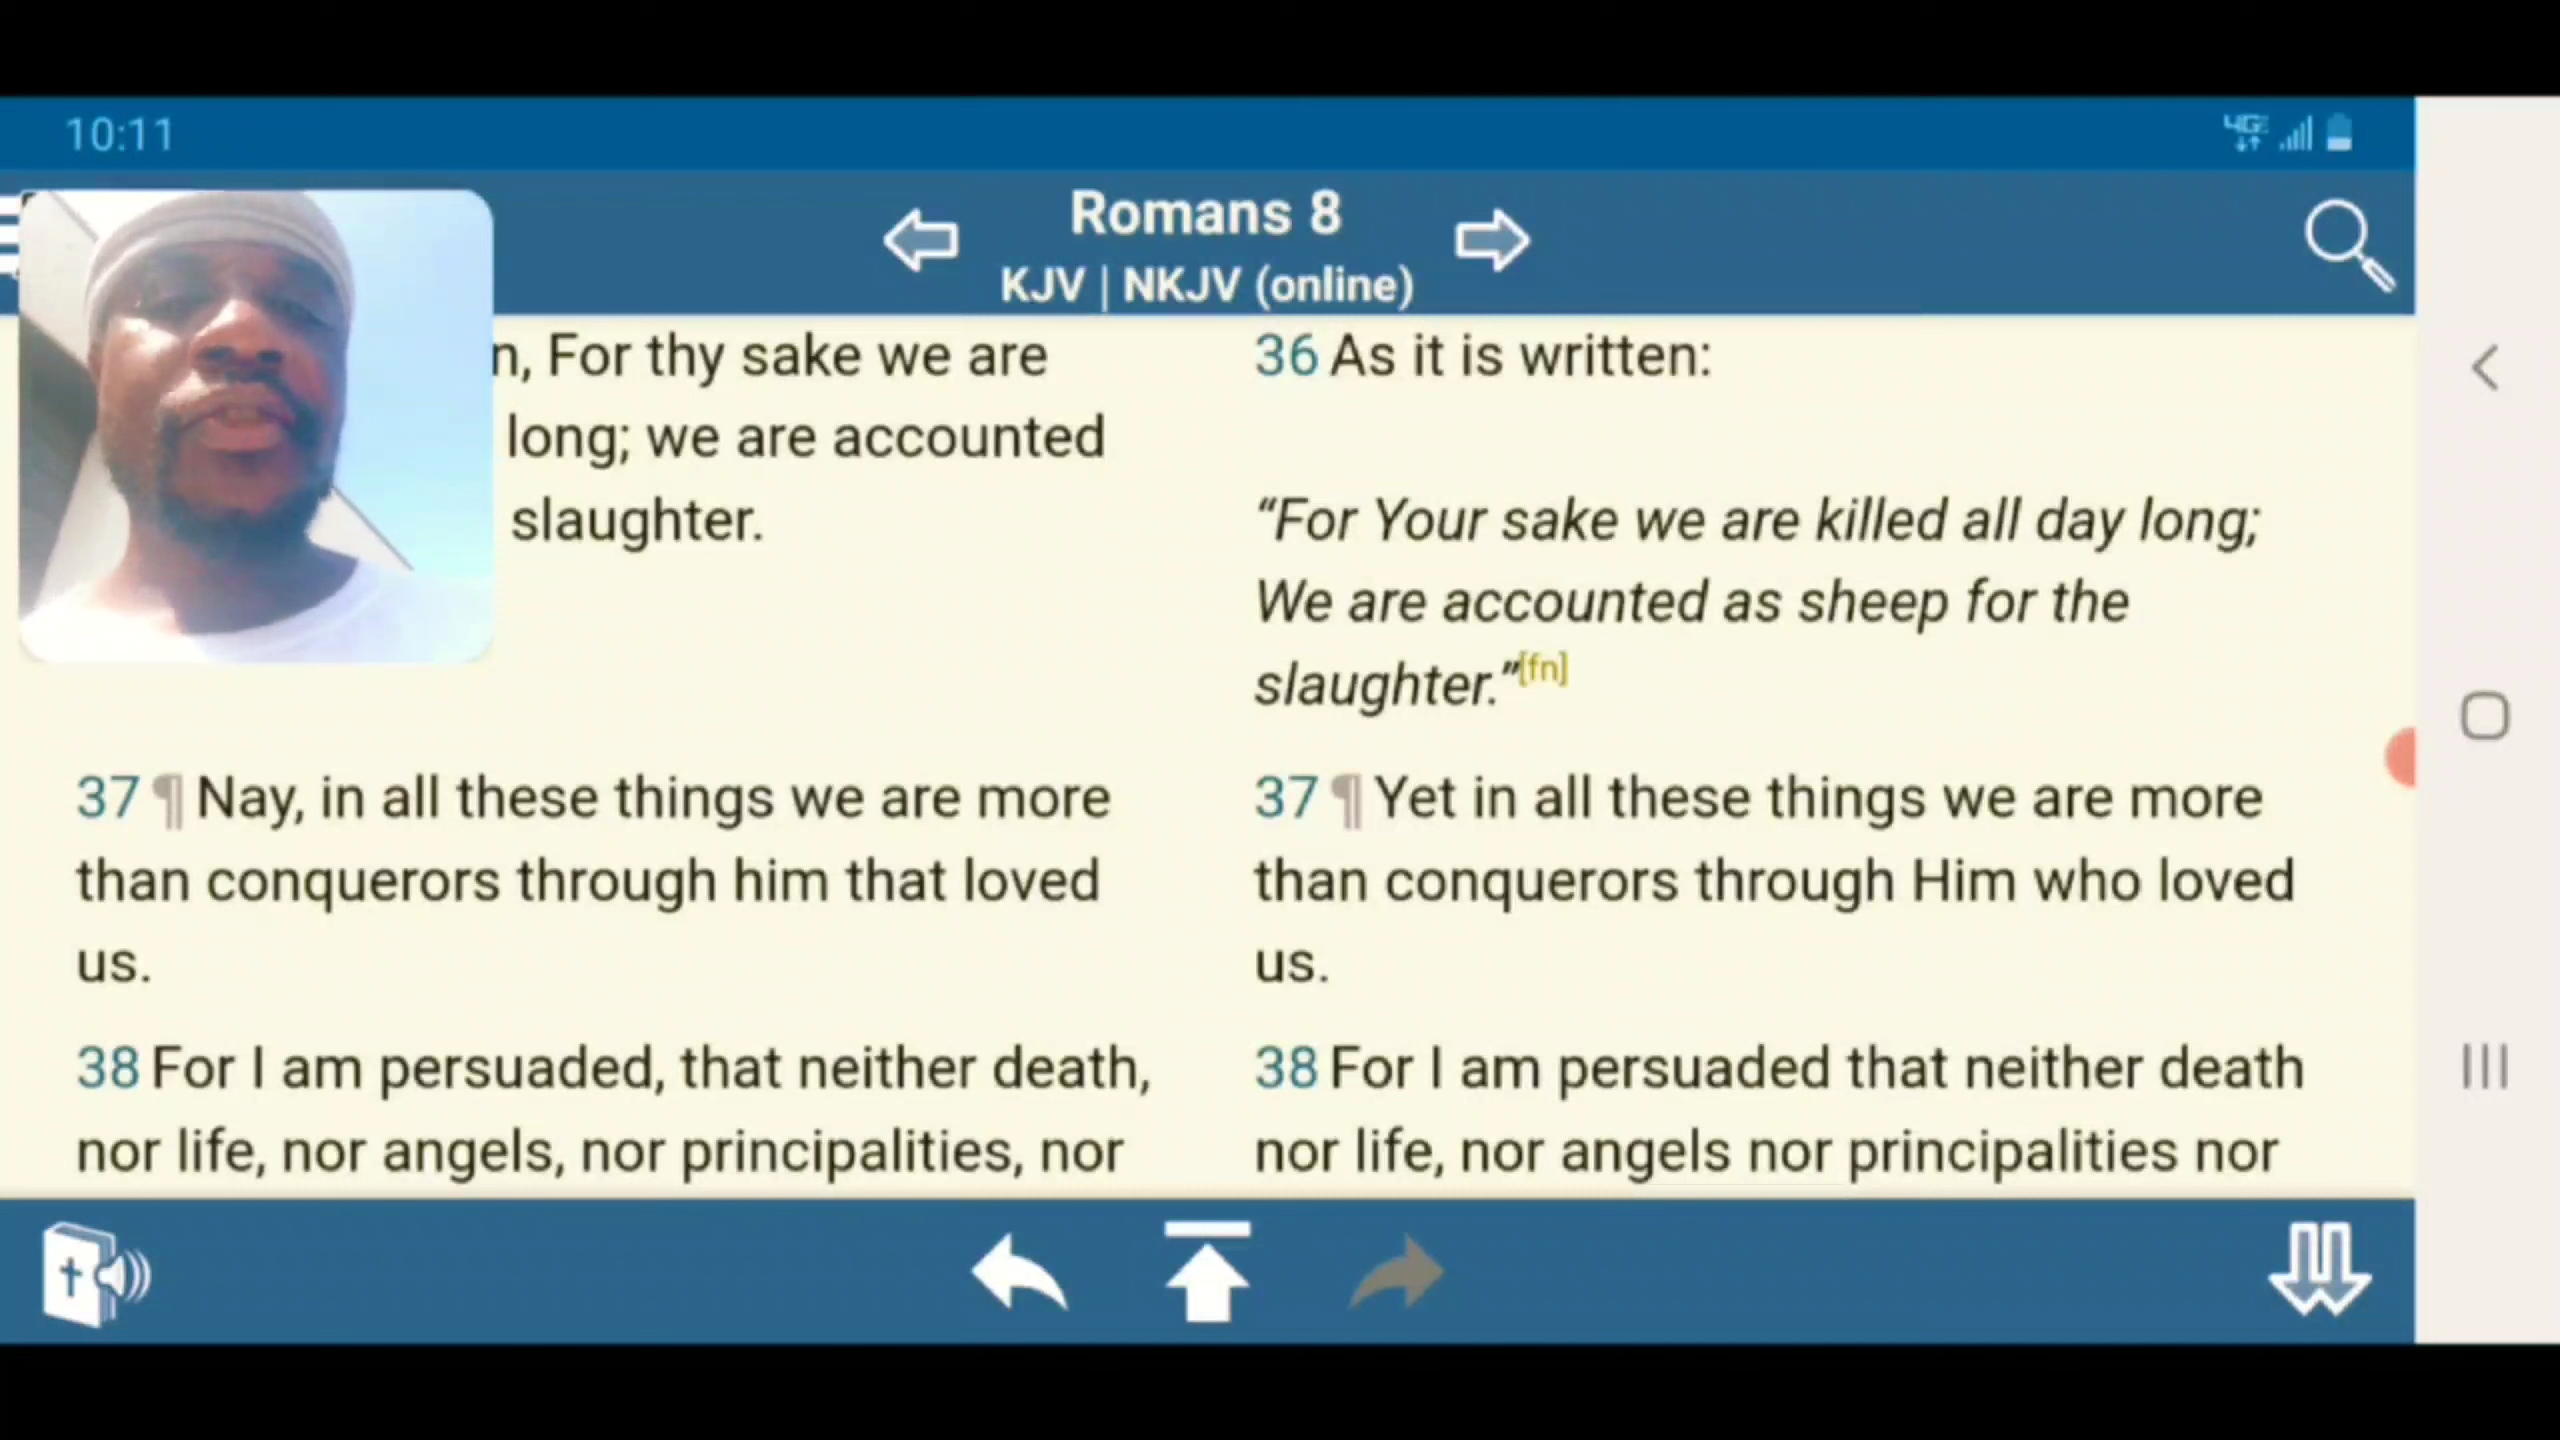 10:11
4GE
Romans 8
KJV | NKJV (online)
n, For thy sake we are
long; we are accounted
slaughter.
37 ¶ Nay, in all these things we are more
than conquerors through him that loved
us.
38 For I am persuaded, that neither death,
nor life, nor angels, nor principalities, nor
36 As it is written:
“For Your sake we are killed all day long;
We are accounted as sheep for the
slaughter.”[fn]
37 ¶ Yet in all these things we are more
than conquerors through Him who loved
us.
38 For I am persuaded that neither death
nor life, nor angels nor principalities nor